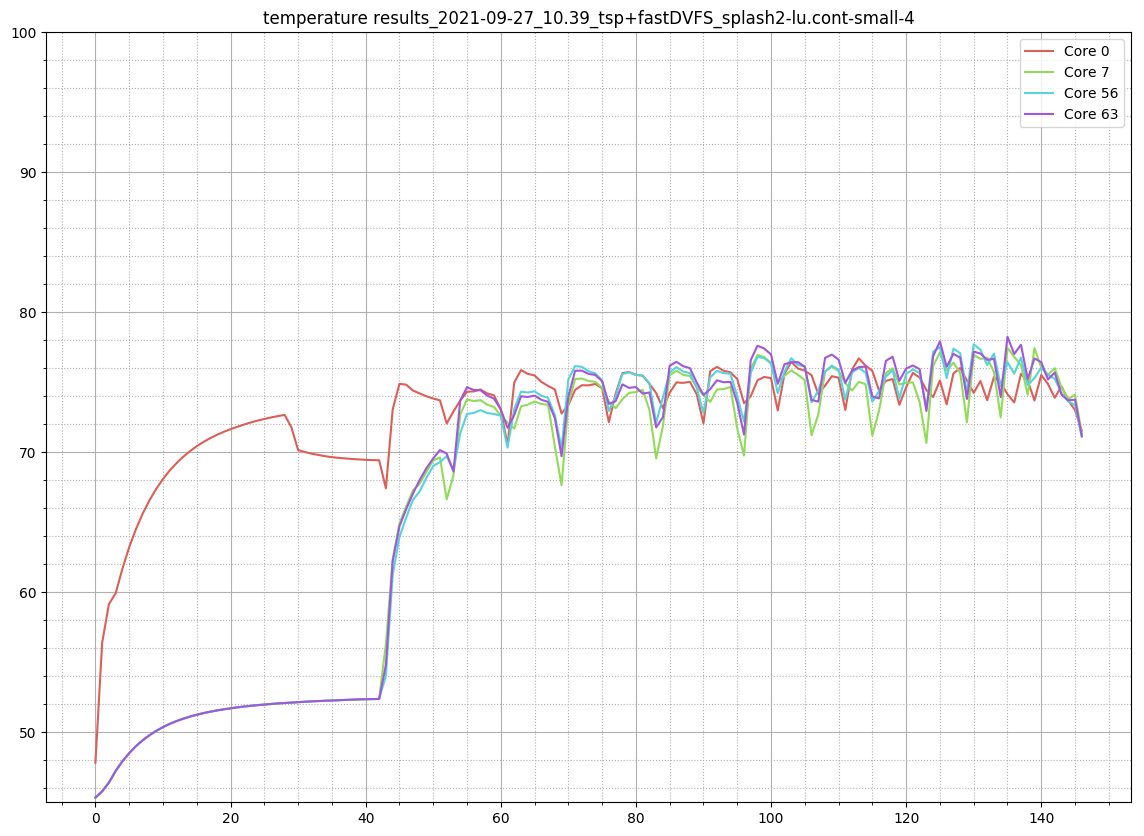 temperature results_2021-09-27_10.39_tsp+fastDVFS_splash2-lu.cont-small-4
Core 0
Core 7
Core 56
Core 63
100
90
80
70
60
50
0 20 40 60 80 100 120 140